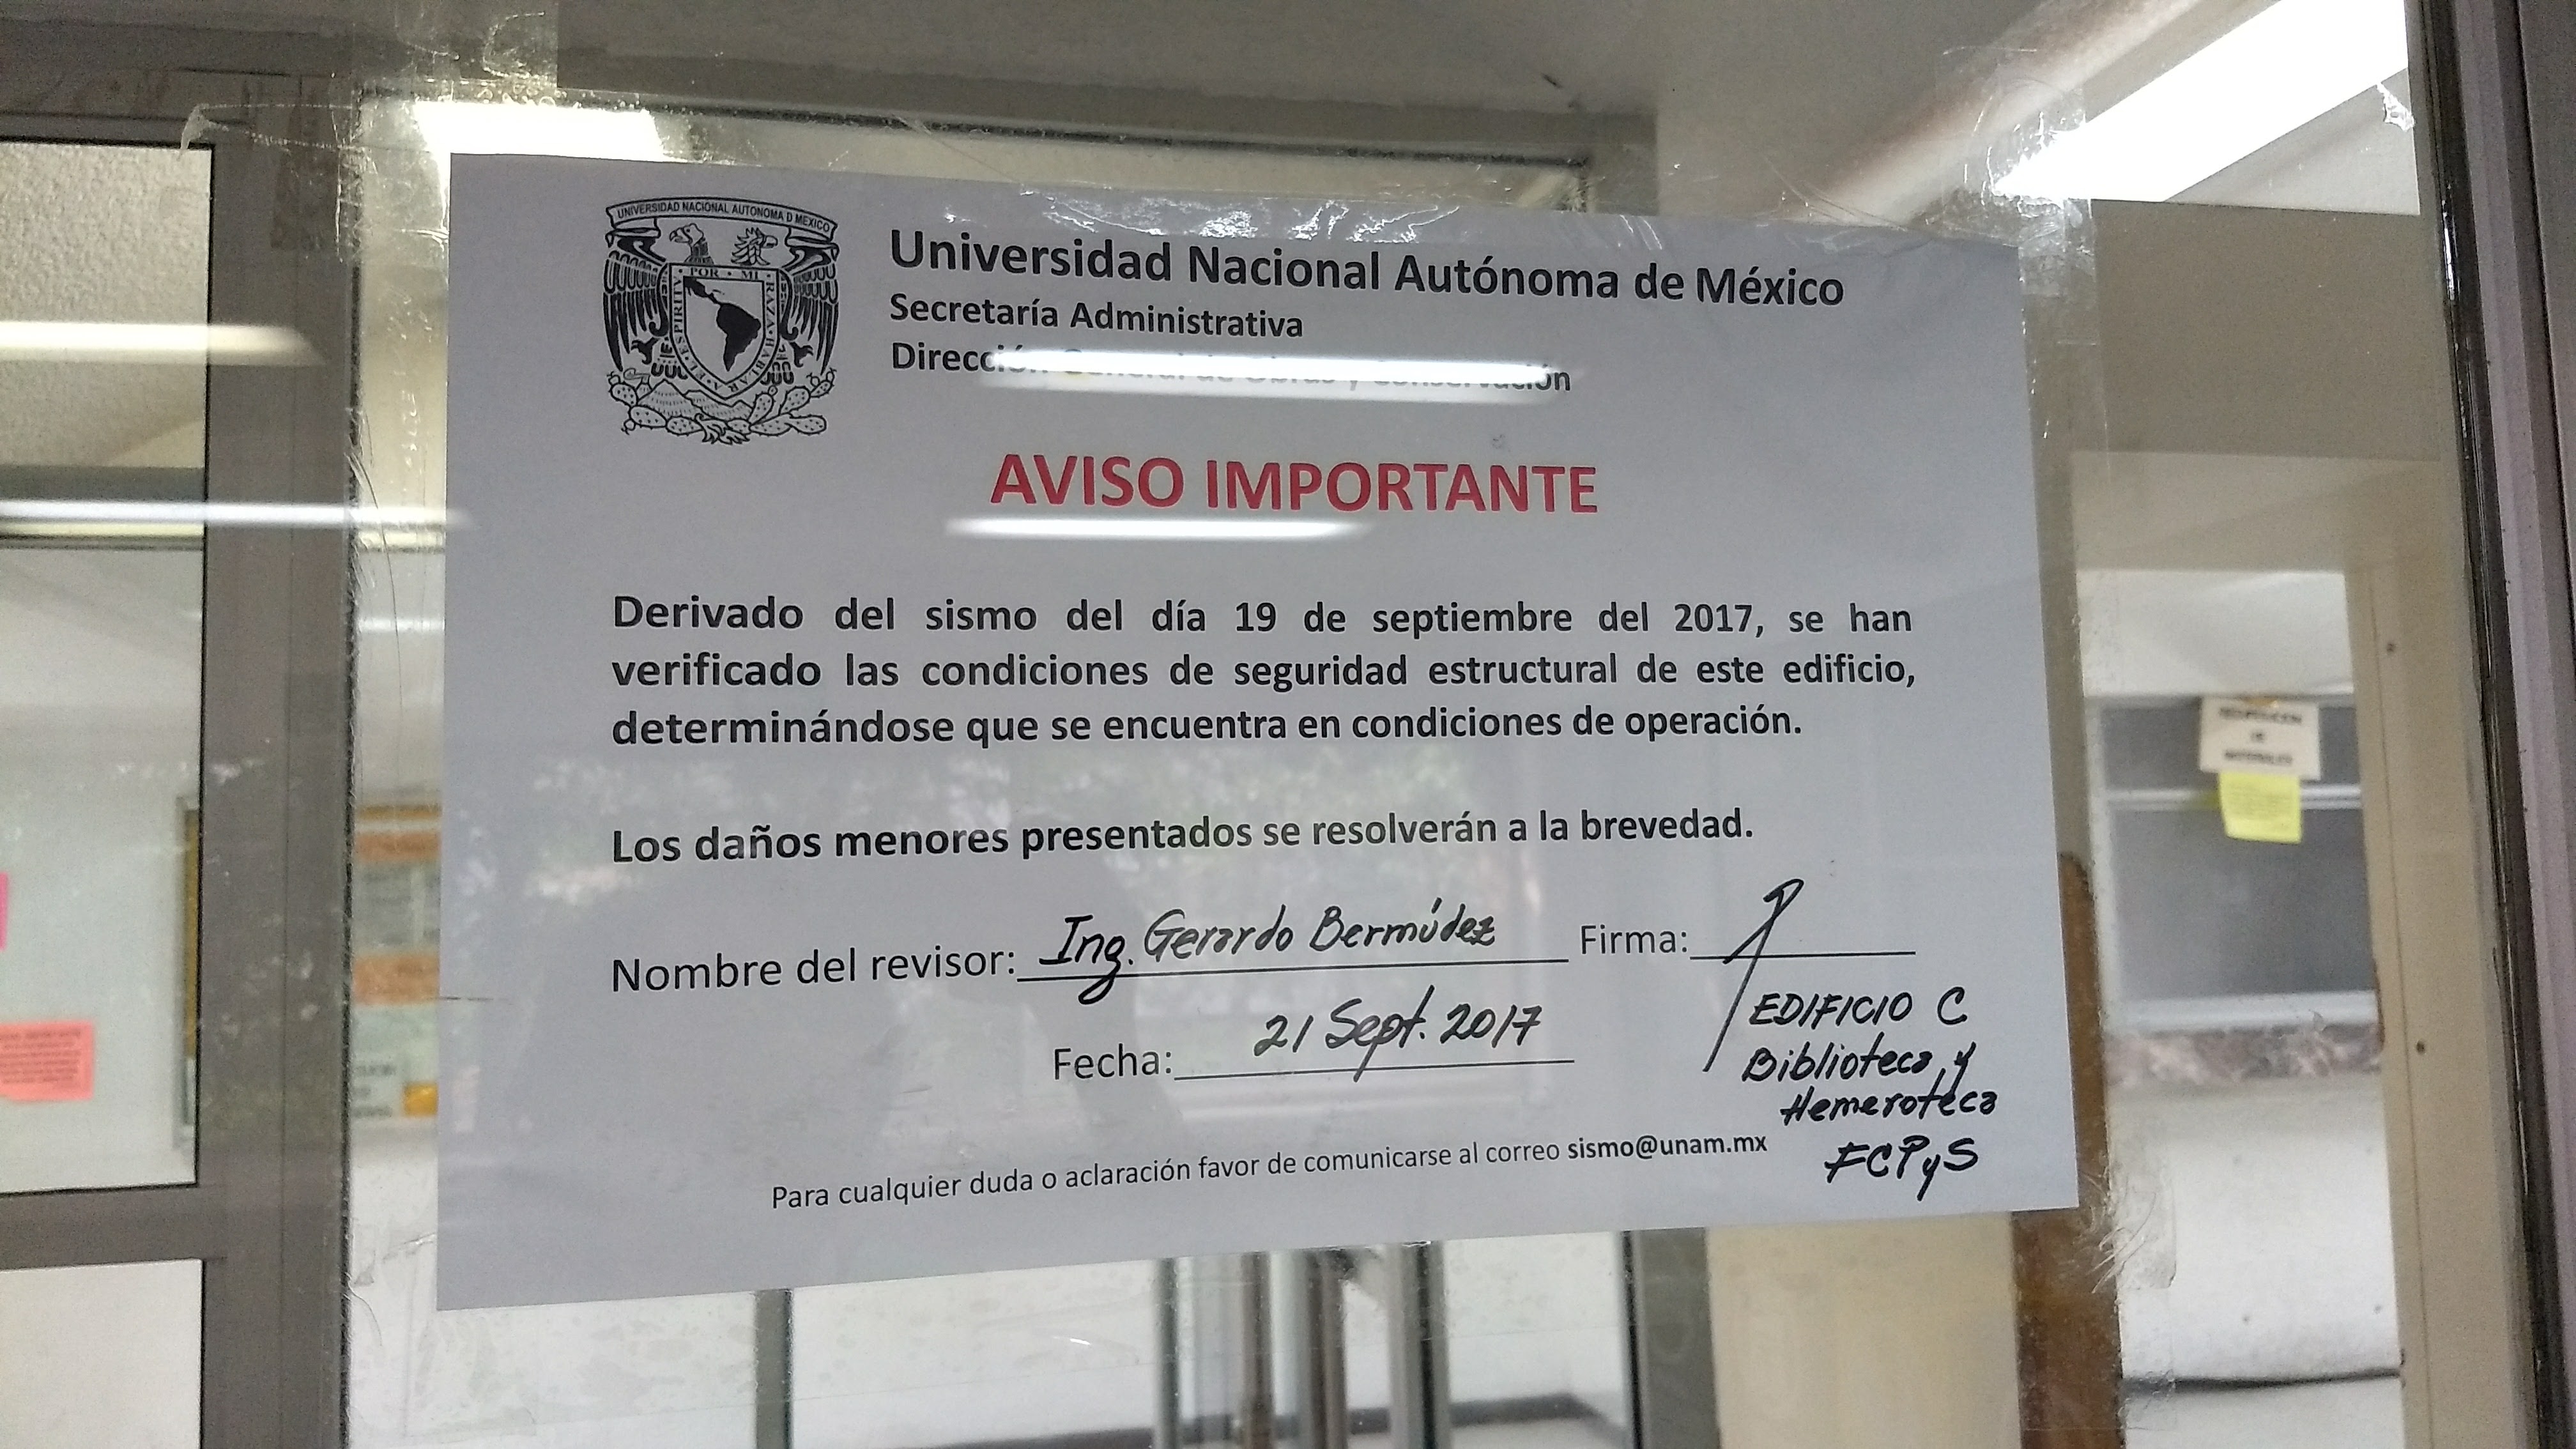 UNIVERSIDAD NACIONAL AUTONOMA D MEXICO
POR • MI • RAZA • HABLARA • EL • ESPIRITU
Universidad Nacional Autónoma de México
Secretaría Administrativa
Dirección General de Obras y Conservación
AVISO IMPORTANTE
Derivado del sismo del día 19 de septiembre del 2017, se han
verificado las condiciones de seguridad estructural de este edificio,
determinándose que se encuentra en condiciones de operación.
Los daños menores presentados se resolverán a la brevedad.
Nombre del revisor: Ing. Gerardo Bermúdez Firma:
Fecha: 21 Sept. 2017
EDIFICIO C
Biblioteca y
Hemeroteca
FCPyS
Para cualquier duda o aclaración favor de comunicarse al correo sismo@unam.mx